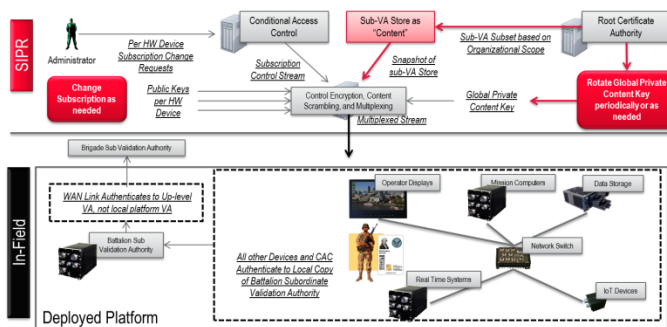 SIPR
Administrator
Per HW Device
Subscription Change
Requests
Conditional Access
Control
Sub-VA Store as
"Content"
Sub-VA Subset based on
Organizational Scope
Root Certificate
Authority
Change
Subscription as
needed
Public Keys
per HW
Device
Subscription
Control Stream
Snapshot of
sub-VA Store
Control Encryption, Content
Scrambling, and Multiplexing
Multiplexed Stream
Global Private
Content Key
Rotate Global Private
Content Key
periodically or as
needed
In-Field
Brigade Sub Validation Authority
WAN Link Authenticates to Up-level
VA, not local platform VA
Battalion Sub
Validation Authority
All other Devices and CAC
Authenticate to Local Copy
of Battalion Subordinate
Validation Authority
Operator Displays
Mission Computers
Data Storage
Network Switch
Real Time Systems
IoT Devices
Deployed Platform